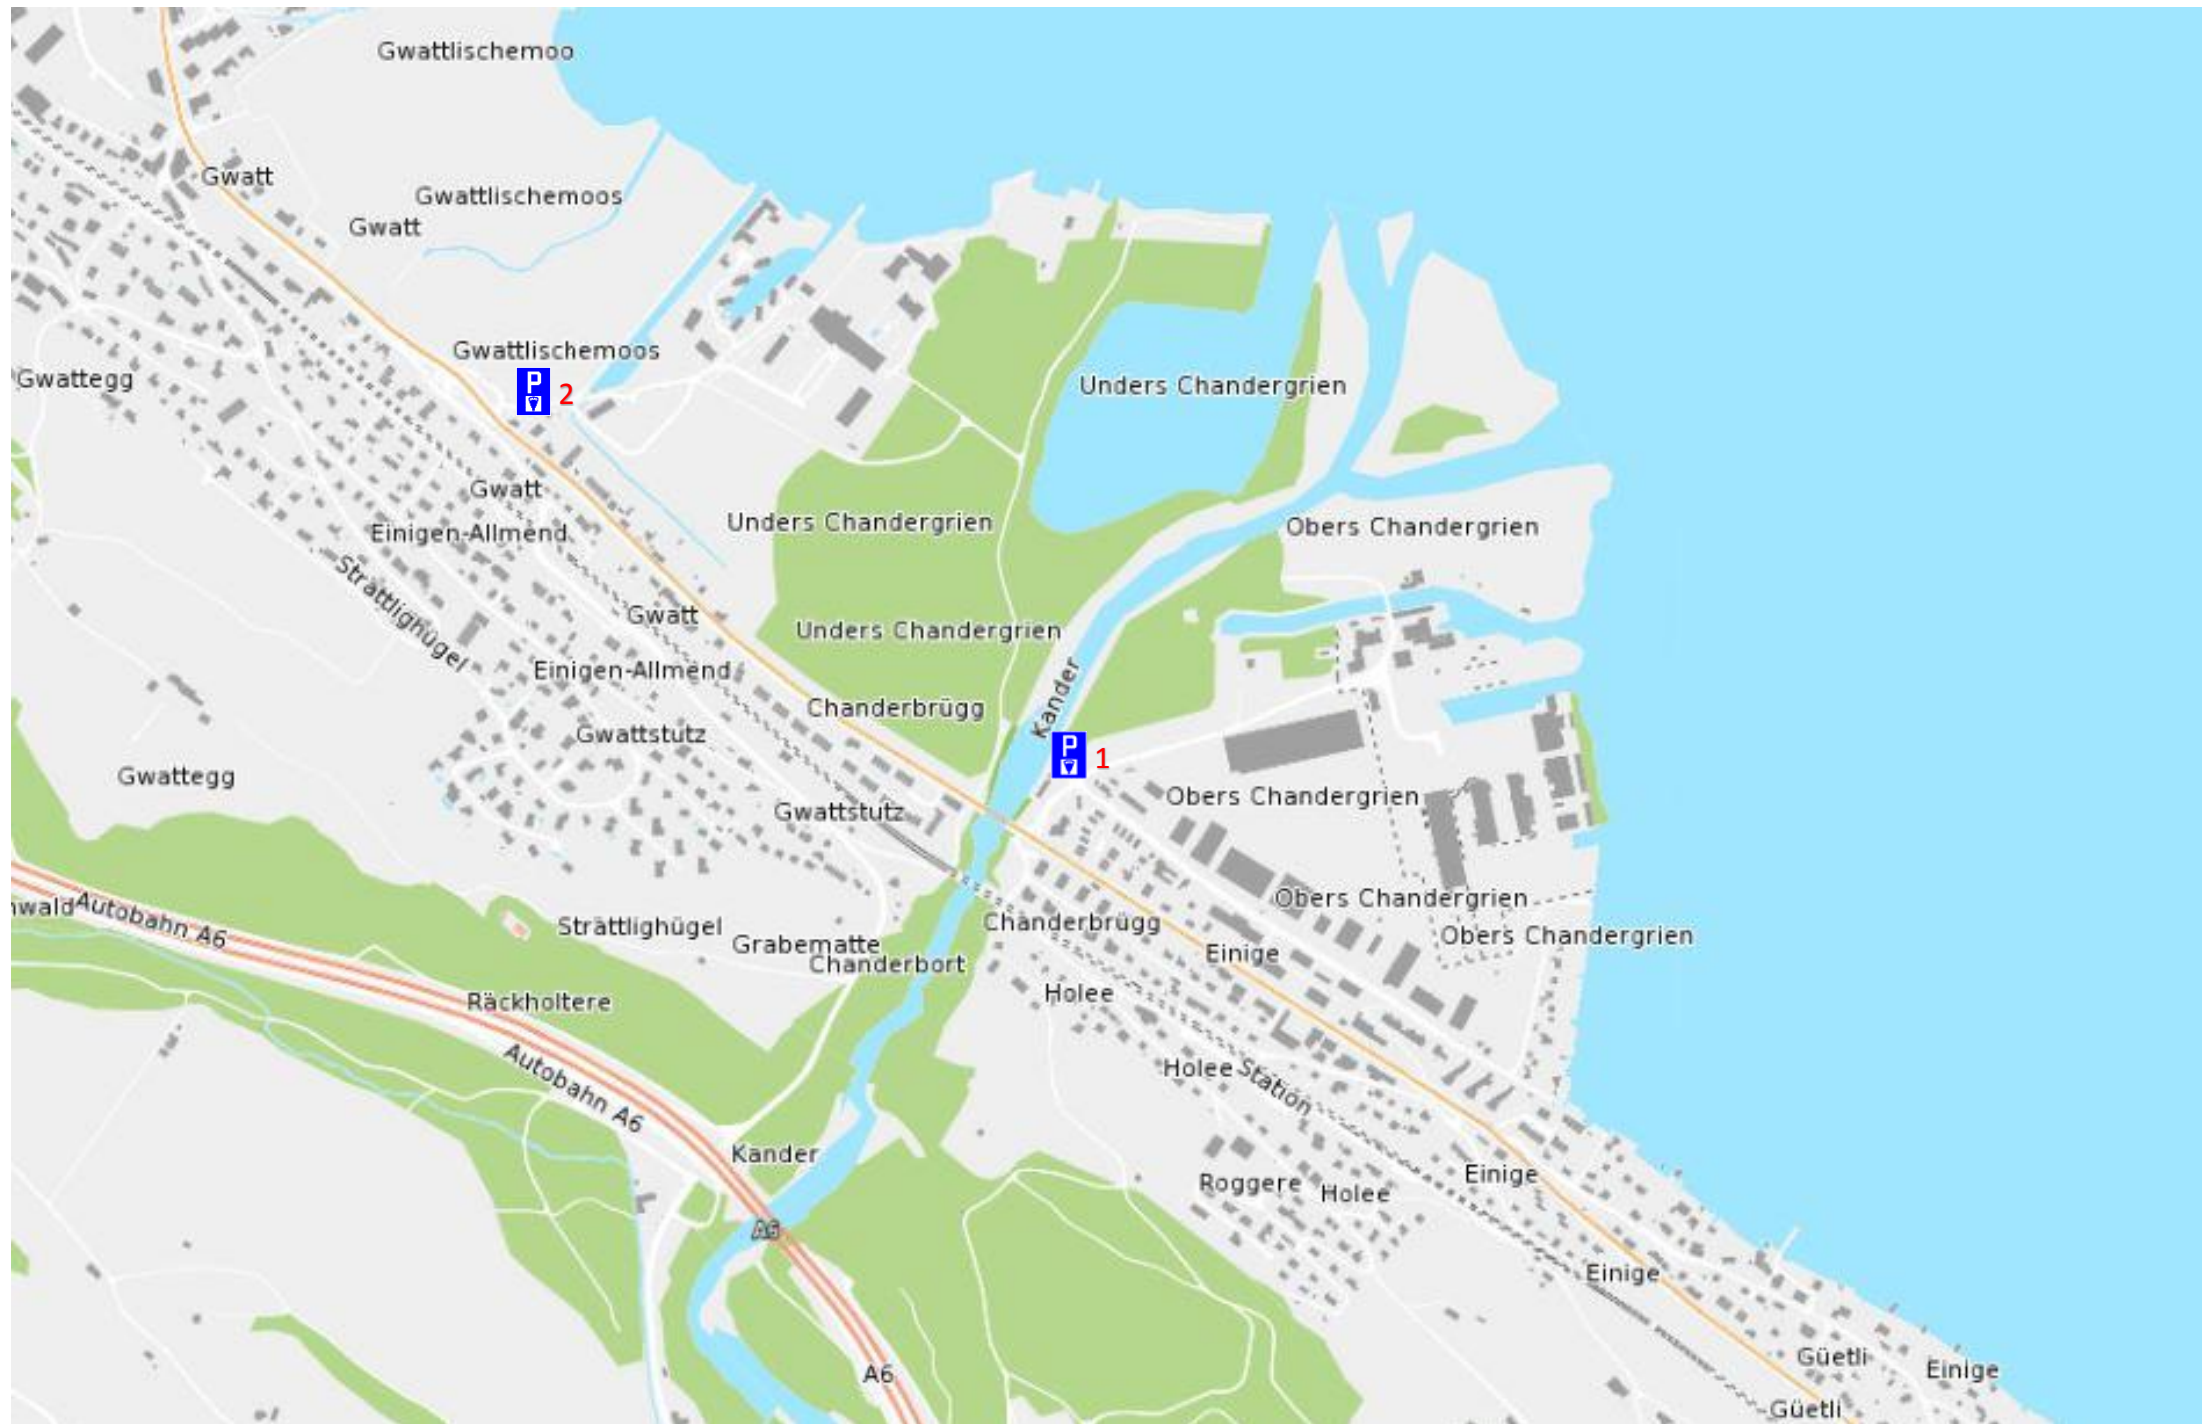 Gwattlischemoo
Gwatt
Gwattlischemoos
Gwatt
Gwattlischemoos
Gwattegg
P 2
Unders Chandergrien
Gwatt
Einigen-Allmend
Unders Chandergrien
Obers Chandergrien
Strättlighügel
Gwatt
Unders Chandergrien
Einigen-Allmend
Kander
Chanderbrügg
Gwattstutz
P 1
Gwattegg
Obers Chandergrien
Gwattstutz
Obers Chandergrien
Autobahn A6
Strättlighügel
Grabematte
Chanderbrügg
Obers Chandergrien
Einige
Chanderbort
Räckholtere
Holee
Autobahn A6
Holee
Station
Kander
Roggere
Holee
Einige
A6
Einige
A6
Güetli
Einige
Güetli